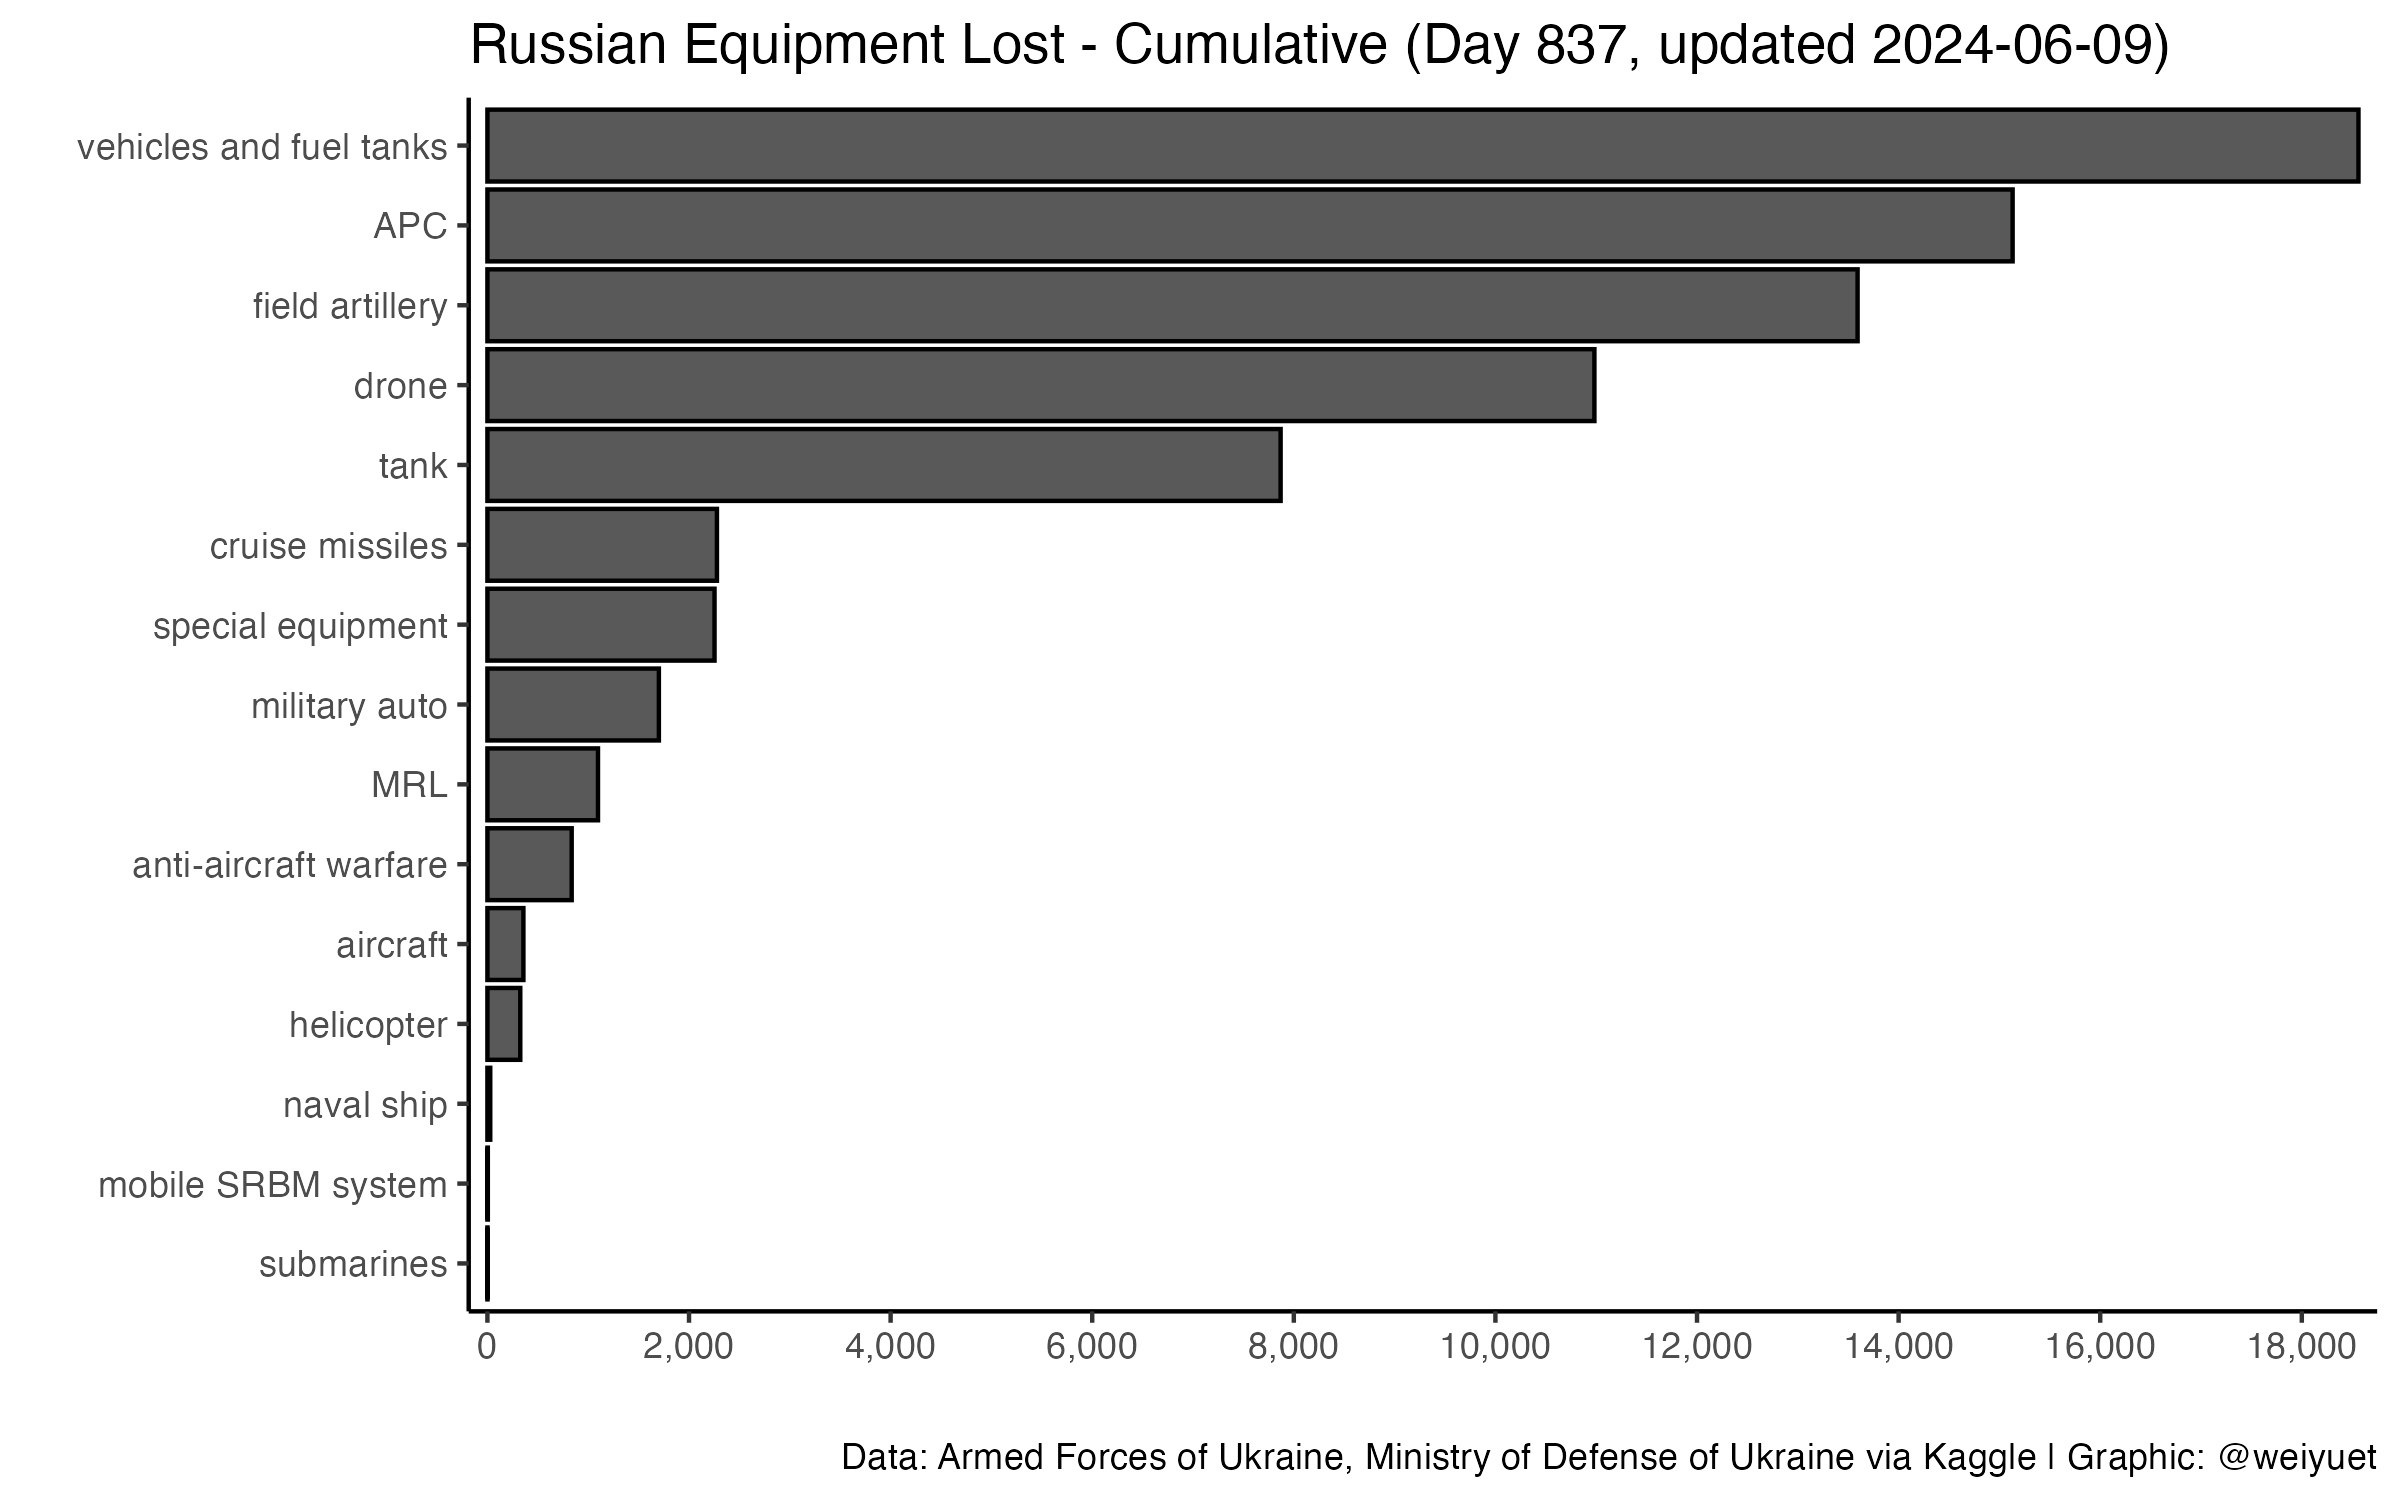 Russian Equipment Lost - Cumulative (Day 837, updated 2024-06-09)
vehicles and fuel tanks
APC
field artillery
drone
tank
cruise missiles
special equipment
military auto
MRL
anti-aircraft warfare
aircraft
helicopter
naval ship
mobile SRBM system
submarines
0 2,000 4,000 6,000 8,000 10,000 12,000 14,000 16,000 18,000
Data: Armed Forces of Ukraine, Ministry of Defense of Ukraine via Kaggle | Graphic: @weiyuet